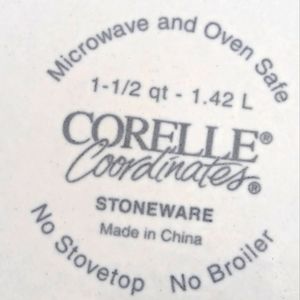 Microwave and Oven Safe
1-1/2 qt - 1.42 L
CORELLE®
Coordinates®
STONEWARE
Made in China
No Stovetop No Broiler